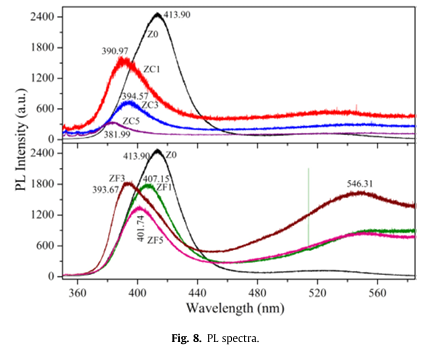 2400
1800
1200
600
0
390.97
413.90
Z0
ZC1
394.57
ZC3
ZC5
381.99
PL Intensity (a.u.)
2400
1800
1200
600
0
413.90
Z0
ZF3
407.15
393.67
ZF1
546.31
401.74
ZF5
360 400 440 480 520 560
Wavelength (nm)
Fig. 8. PL spectra.